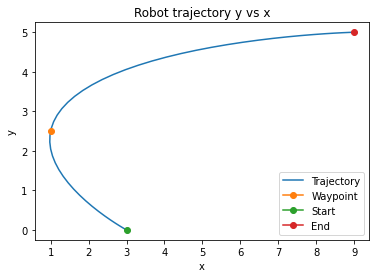 Robot trajectory y vs x
5
4
3
2
1
0
y
1 2 3 4 5 6 7 8 9
x
Trajectory
Waypoint
Start
End